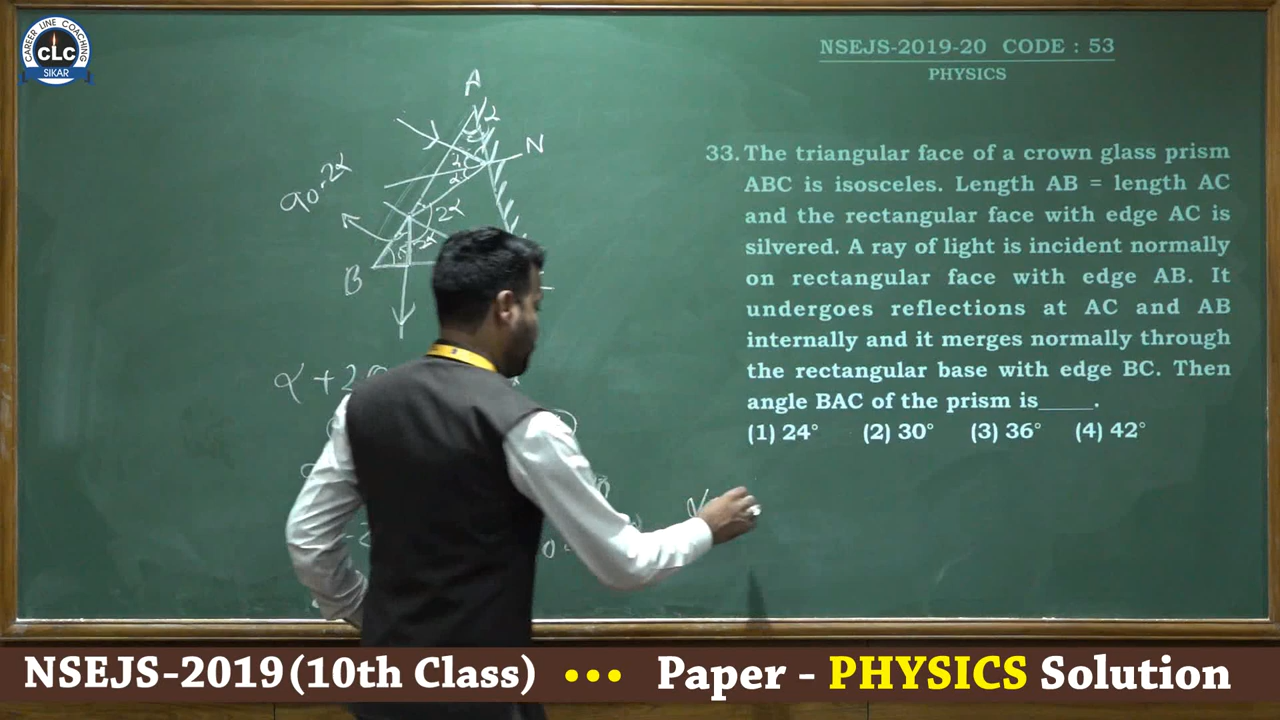 CAREER LINE COACHING
CLC
SIKAR
NSEJS-2019-20 CODE : 53
PHYSICS
33. The triangular face of a crown glass prism
ABC is isosceles. Length AB = length AC
and the rectangular face with edge AC is
silvered. A ray of light is incident normally
on rectangular face with edge AB. It
undergoes reflections at AC and AB
internally and it merges normally through
the rectangular base with edge BC. Then
angle BAC of the prism is____.
(1) 24° (2) 30° (3) 36° (4) 42°
A
α
N
90-2α
2α
B
α + 2
NSEJS-2019(10th Class) ••• Paper - PHYSICS Solution